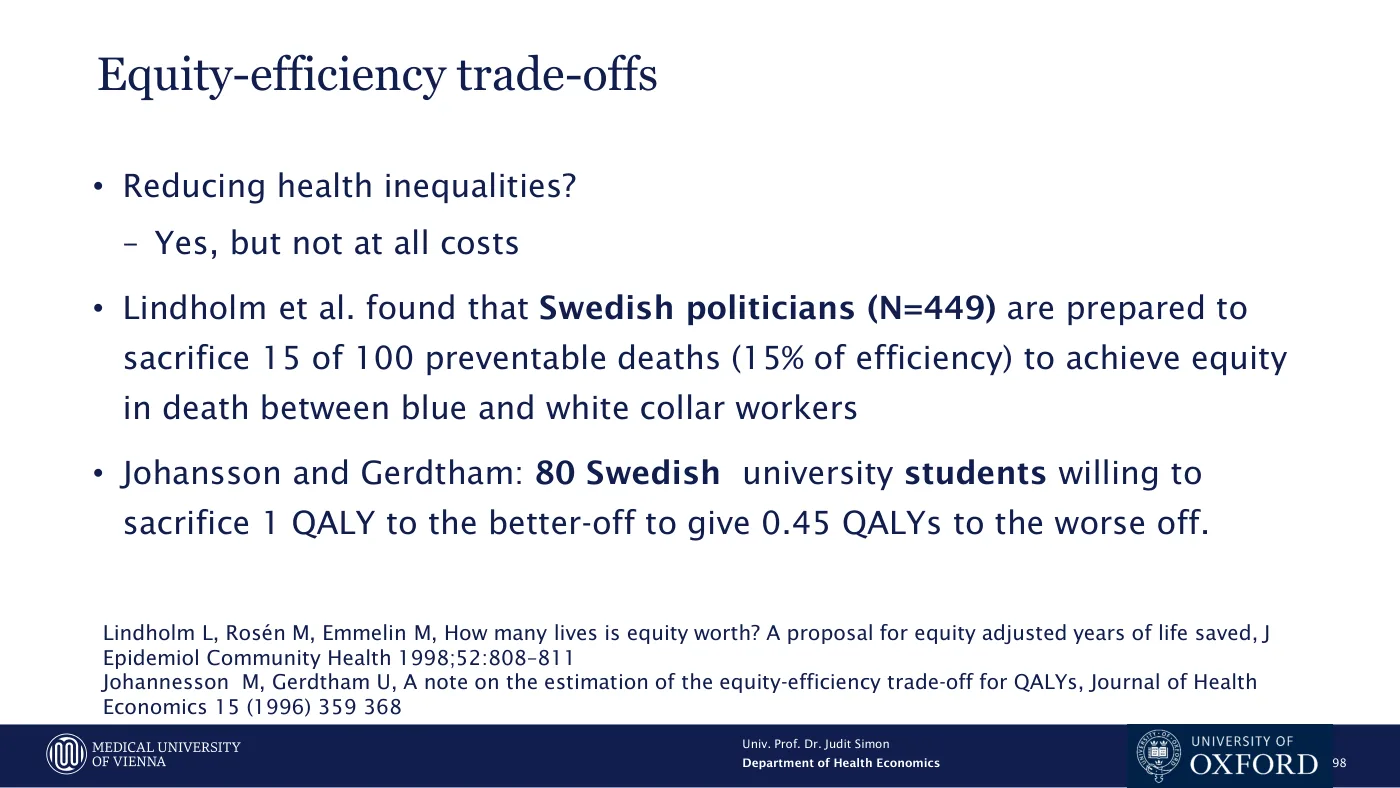 Equity-efficiency trade-offs
• Reducing health inequalities?
– Yes, but not at all costs
• Lindholm et al. found that Swedish politicians (N=449) are prepared to
sacrifice 15 of 100 preventable deaths (15% of efficiency) to achieve equity
in death between blue and white collar workers
• Johansson and Gerdtham: 80 Swedish  university students willing to
sacrifice 1 QALY to the better-off to give 0.45 QALYs to the worse off.
Lindholm L, Rosén M, Emmelin M, How many lives is equity worth? A proposal for equity adjusted years of life saved, J
Epidemiol Community Health 1998;52:808–811
Johannesson  M, Gerdtham U, A note on the estimation of the equity-efficiency trade-off for QALYs, Journal of Health
Economics 15 (1996) 359 368
MEDICAL UNIVERSITY
OF VIENNA
Univ. Prof. Dr. Judit Simon
Department of Health Economics
UNIVERSITY OF
OXFORD
98